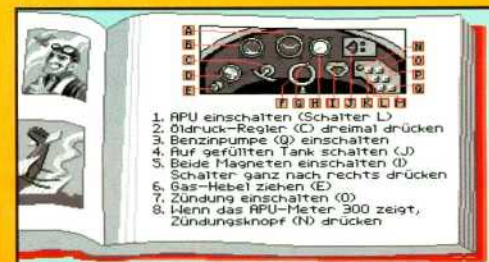 A
B
C
D
E
N
O
P
Q
F G H I J K L M
1. APU einschalten (Schalter L)
2. Öldruck-Regler (C) dreimal drücken
3. Benzinpumpe (Q) einschalten
4. Auf gefüllten Tank schalten (J)
5. Beide Magneten einschalten (I)
Schalter ganz nach rechts drücken
6. Gas-Hebel ziehen (E)
7. Zündung einschalten (O)
8. Wenn das APU-Meter 300 zeigt,
Zündungsknopf (N) drücken